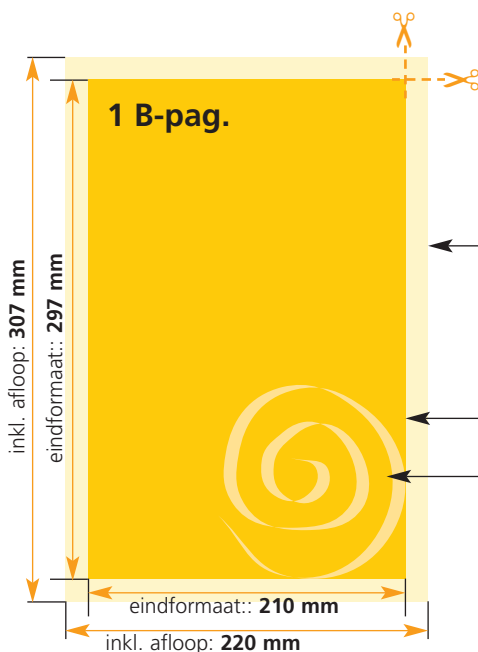 1 B-pag.
inkl. afloop: 307 mm
eindformaat:: 297 mm
eindformaat:: 210 mm
inkl. afloop: 220 mm